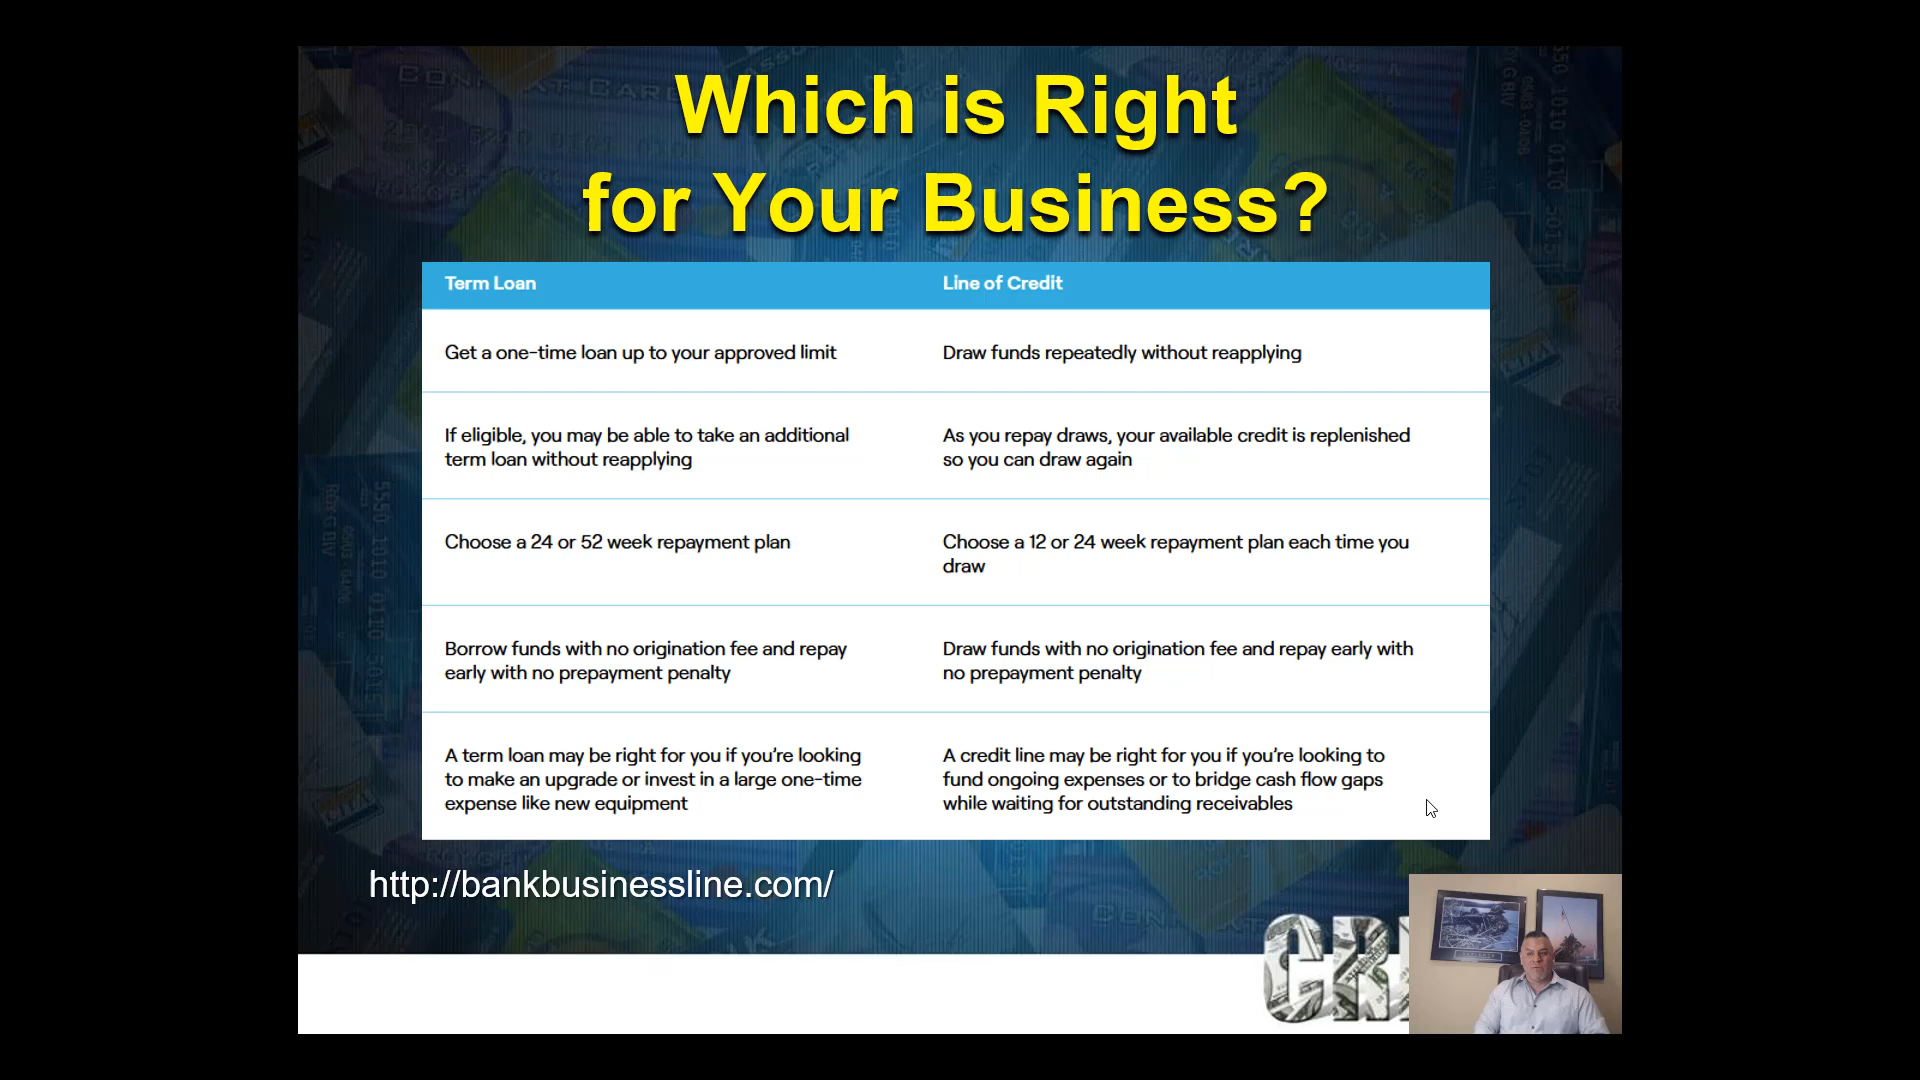 Which is Right
for Your Business?
Term Loan
Line of Credit
Get a one-time loan up to your approved limit
Draw funds repeatedly without reapplying
If eligible, you may be able to take an additional
term loan without reapplying
As you repay draws, your available credit is replenished
so you can draw again
Choose a 24 or 52 week repayment plan
Choose a 12 or 24 week repayment plan each time you
draw
Borrow funds with no origination fee and repay
early with no prepayment penalty
Draw funds with no origination fee and repay early with
no prepayment penalty
A term loan may be right for you if you're looking
to make an upgrade or invest in a large one-time
expense like new equipment
A credit line may be right for you if you're looking to
fund ongoing expenses or to bridge cash flow gaps
while waiting for outstanding receivables
http://bankbusinessline.com/